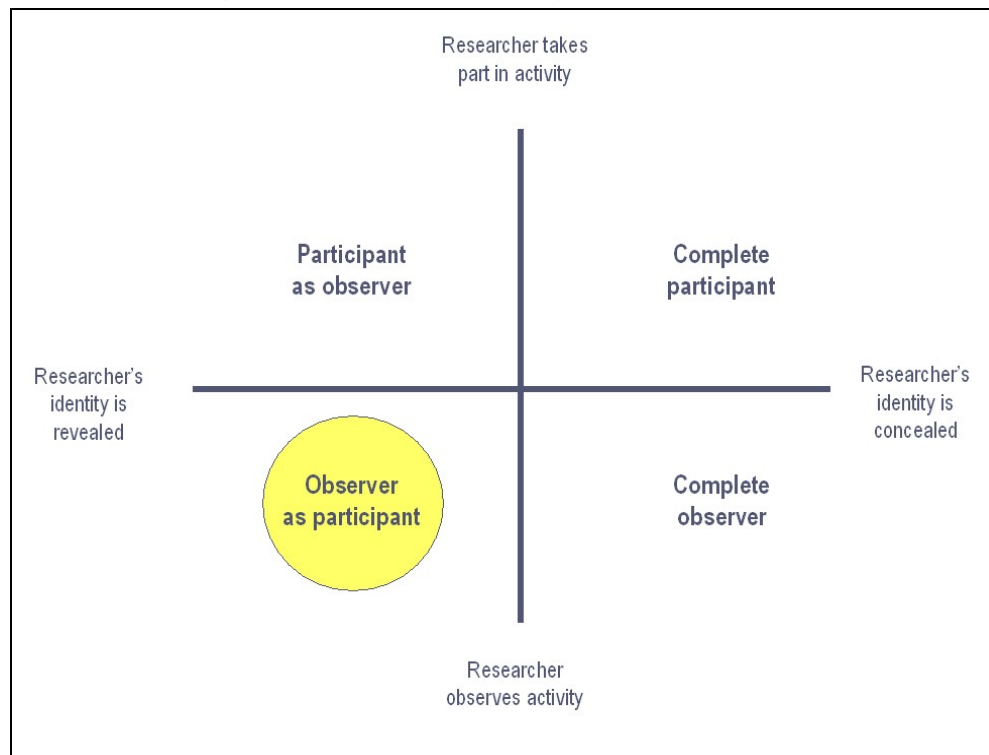 Researcher takes
part in activity
Participant
as observer
Complete
participant
Researcher’s
identity is
revealed
Researcher’s
identity is
concealed
Observer
as participant
Complete
observer
Researcher
observes activity